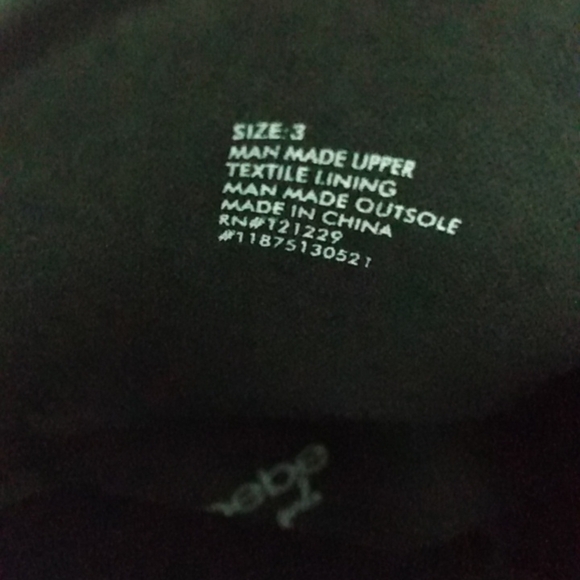 SIZE: 3
MAN MADE UPPER
TEXTILE LINING
MAN MADE OUTSOLE
MADE IN CHINA
RN#121229
#11875130521